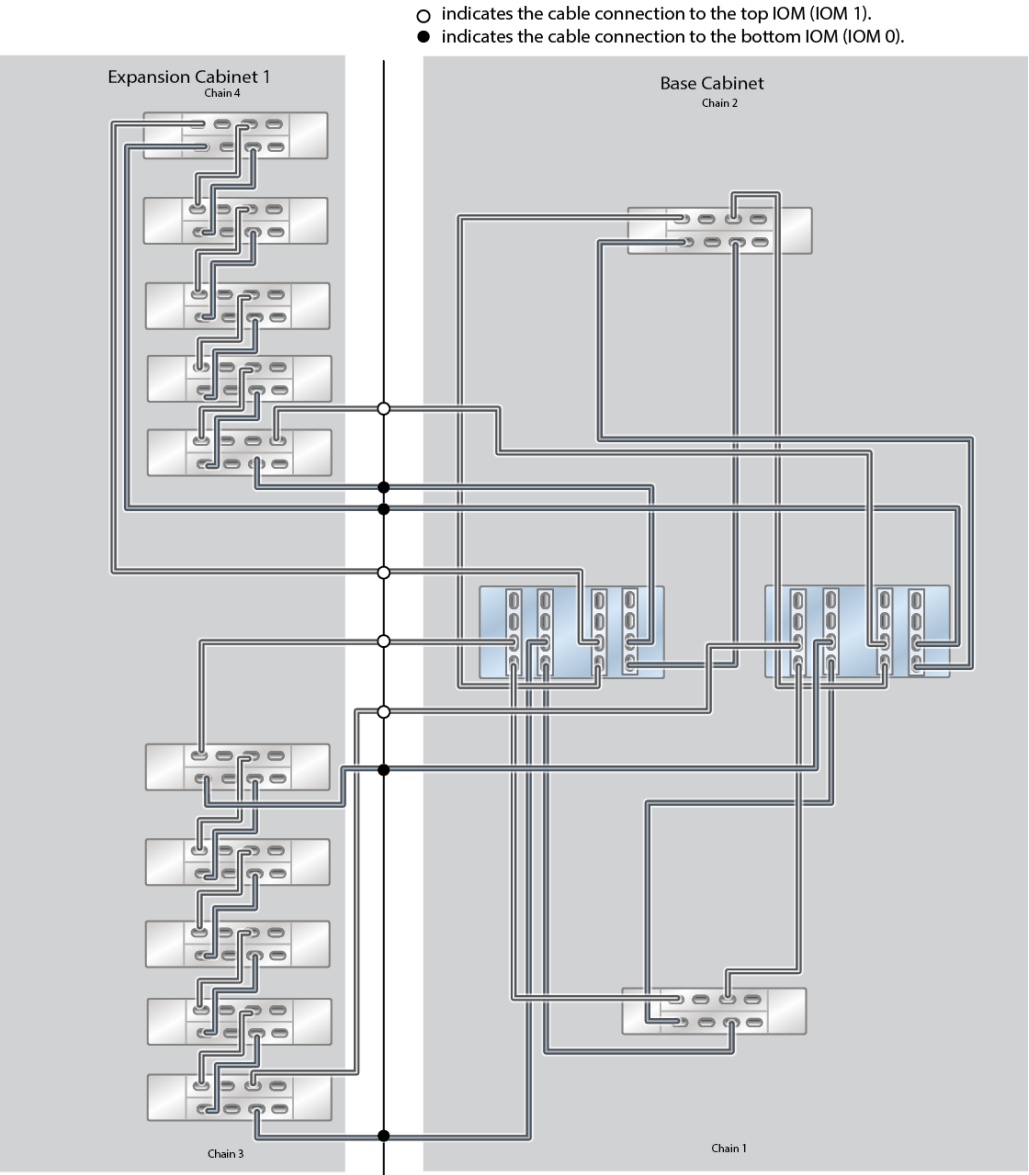 indicates the cable connection to the top IOM (IOM 1).
indicates the cable connection to the bottom IOM (IOM 0).
Expansion Cabinet 1
Chain 4
Base Cabinet
Chain 2
Chain 3
Chain 1